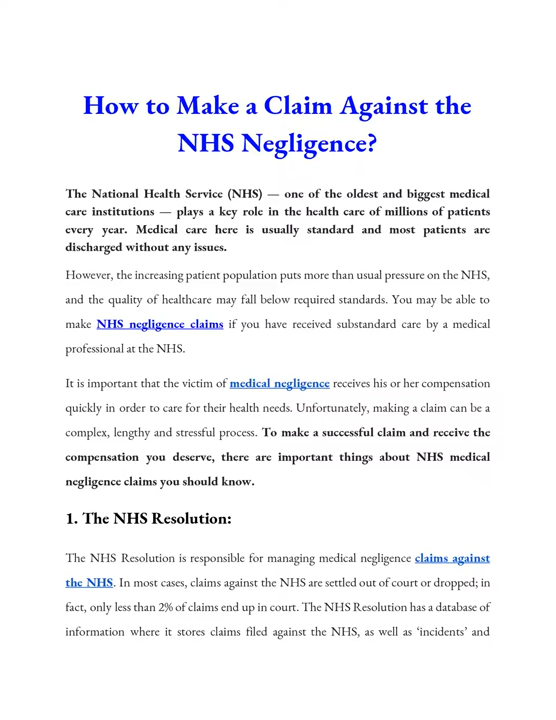 How to Make a Claim Against the
NHS Negligence?
The National Health Service (NHS) — one of the oldest and biggest medical
care institutions — plays a key role in the health care of millions of patients
every year. Medical care here is usually standard and most patients are
discharged without any issues.
However, the increasing patient population puts more than usual pressure on the NHS,
and the quality of healthcare may fall below required standards. You may be able to
make NHS negligence claims if you have received substandard care by a medical
professional at the NHS.
It is important that the victim of medical negligence receives his or her compensation
quickly in order to care for their health needs. Unfortunately, making a claim can be a
complex, lengthy and stressful process. To make a successful claim and receive the
compensation you deserve, there are important things about NHS medical
negligence claims you should know.
1. The NHS Resolution:
The NHS Resolution is responsible for managing medical negligence claims against
the NHS. In most cases, claims against the NHS are settled out of court or dropped; in
fact, only less than 2% of claims end up in court. The NHS Resolution has a database of
information where it stores claims filed against the NHS, as well as ‘incidents’ and